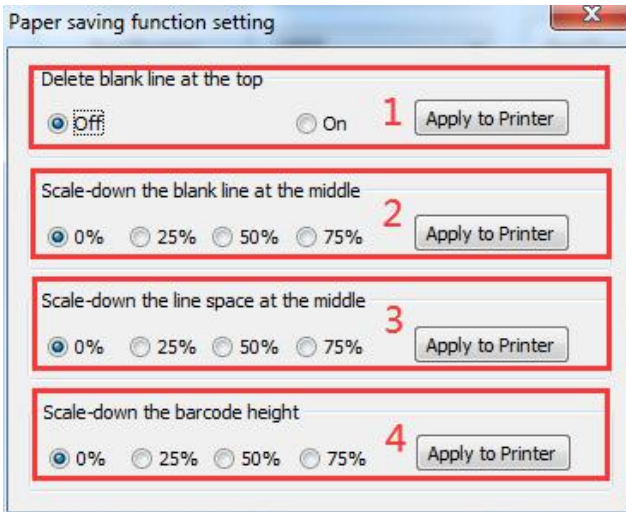 Paper saving function setting
Delete blank line at the top
Off On 1 Apply to Printer
Scale-down the blank line at the middle
0% 25% 50% 75% 2 Apply to Printer
Scale-down the line space at the middle
0% 25% 50% 75% 3 Apply to Printer
Scale-down the barcode height
0% 25% 50% 75% 4 Apply to Printer